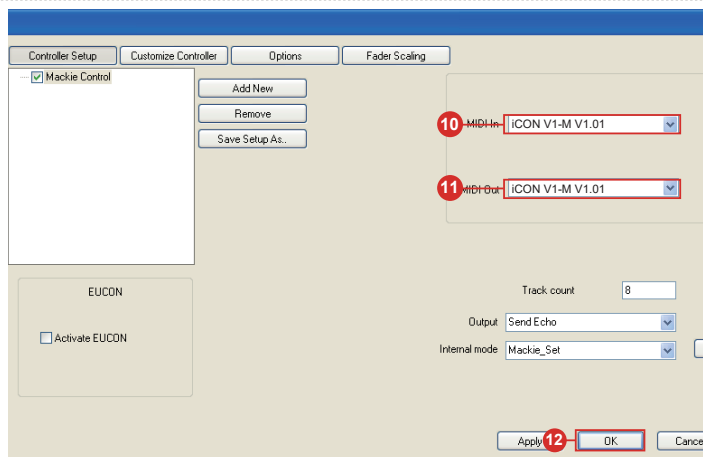 Controller Setup Customize Controller Options Fader Scaling
Mackie Control
Add New
Remove
Save Setup As..
10 MIDI In iCON V1-M V1.01
11 MIDI Out iCON V1-M V1.01
EUCON
Track count 8
Output Send Echo
Activate EUCON
Internal mode Mackie_Set
Apply 12 OK Cance